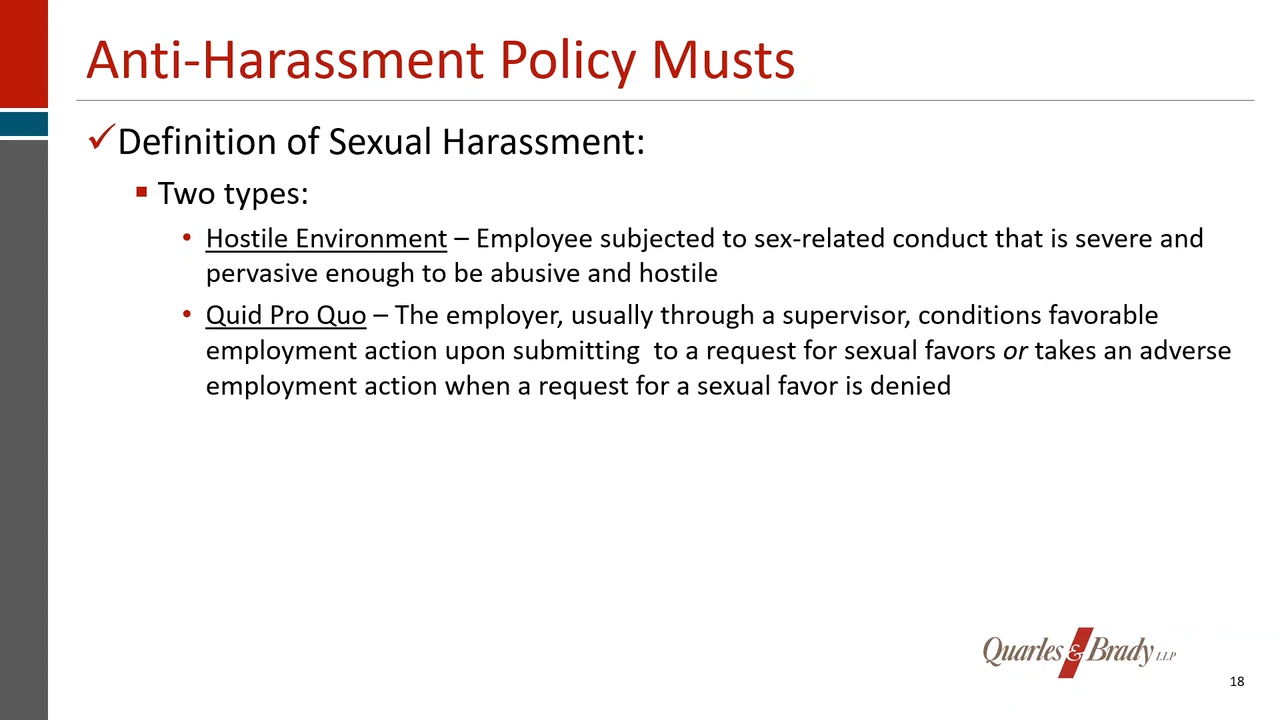 Anti-Harassment Policy Musts
✓Definition of Sexual Harassment:
▪ Two types:
• Hostile Environment – Employee subjected to sex-related conduct that is severe and
pervasive enough to be abusive and hostile
• Quid Pro Quo – The employer, usually through a supervisor, conditions favorable
employment action upon submitting  to a request for sexual favors or takes an adverse
employment action when a request for a sexual favor is denied
Quarles & Brady LLP
18